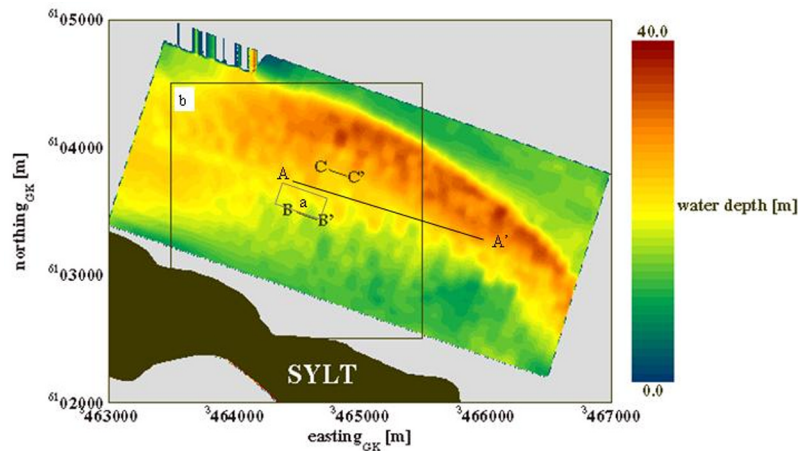 ⁶¹05000
40.0
b
⁶¹04000
C C'
A
a
water depth [m]
B B'
northing_GK [m]
A'
⁶¹03000
SYLT
0.0
⁶¹02000
³463000 ³464000 ³465000 ³466000 ³467000
easting_GK [m]